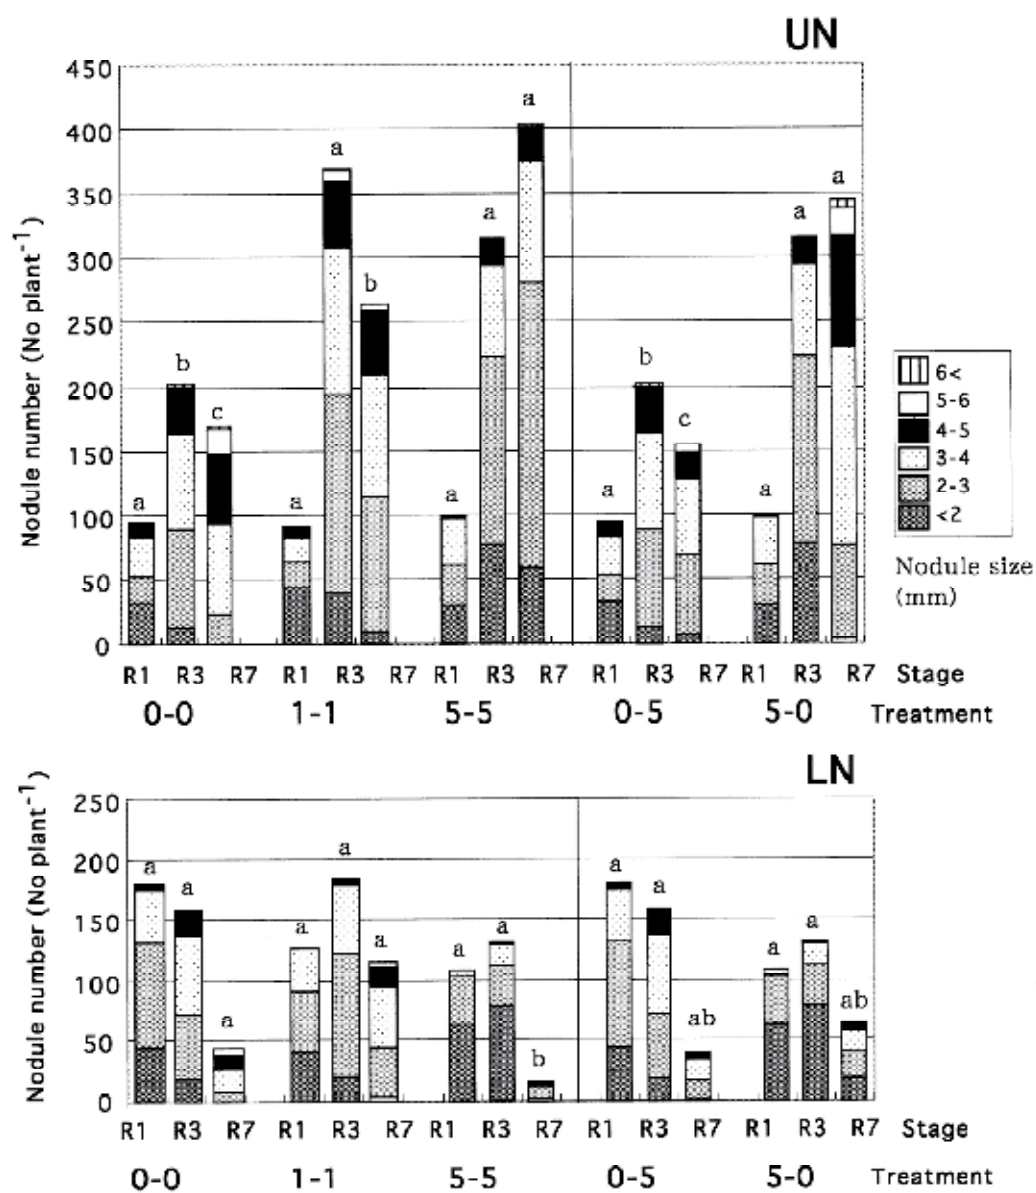 UN
Nodule number (No plant⁻¹)
450
400
350
300
250
200
150
100
50
0
a b c
a a b
a a a
a b c
a a a
6<
5-6
4-5
3-4
2-3
<2
Nodule size
(mm)
R1 R3 R7 R1 R3 R7 R1 R3 R7 R1 R3 R7 R1 R3 R7 Stage
0-0 1-1 5-5 0-5 5-0 Treatment
LN
Nodule number (No plant⁻¹)
250
200
150
100
50
0
a a a
a a a
a a b
a a ab
a a ab
R1 R3 R7 R1 R3 R7 R1 R3 R7 R1 R3 R7 R1 R3 R7 Stage
0-0 1-1 5-5 0-5 5-0 Treatment